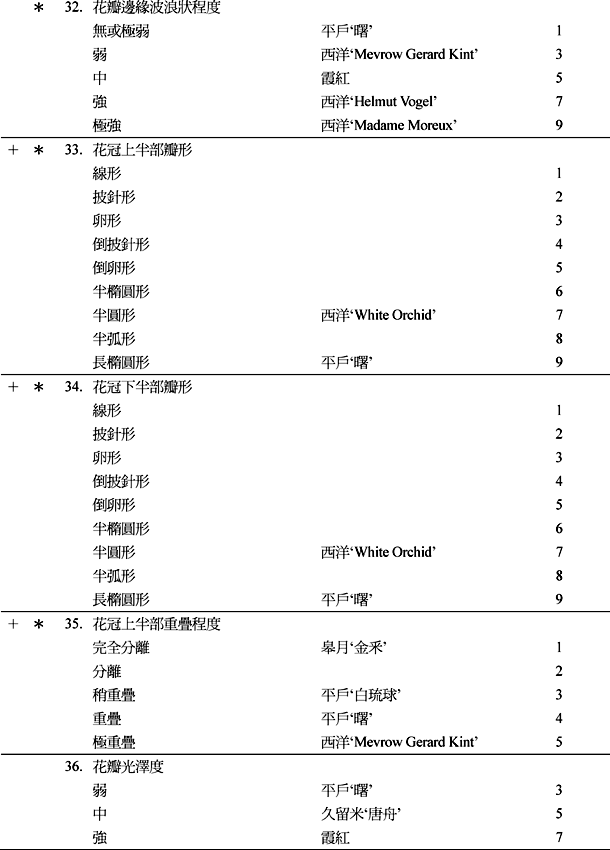 * 32. 花瓣邊緣波浪狀程度
無或極弱 平戶‘曙’ 1
弱 西洋‘Mevrow Gerard Kint’ 3
中 霞紅 5
強 西洋‘Helmut Vogel’ 7
極強 西洋‘Madame Moreux’ 9
+ * 33. 花冠上半部瓣形
線形 1
披針形 2
卵形 3
倒披針形 4
倒卵形 5
半橢圓形 6
半圓形 西洋‘White Orchid’ 7
半弧形 8
長橢圓形 平戶‘曙’ 9
+ * 34. 花冠下半部瓣形
線形 1
披針形 2
卵形 3
倒披針形 4
倒卵形 5
半橢圓形 6
半圓形 西洋‘White Orchid’ 7
半弧形 8
長橢圓形 平戶‘曙’ 9
+ * 35. 花冠上半部重疊程度
完全分離 皋月‘金釆’ 1
分離 2
稍重疊 平戶‘白琉球’ 3
重疊 平戶‘曙’ 4
極重疊 西洋‘Mevrow Gerard Kint’ 5
36. 花瓣光澤度
弱 平戶‘曙’ 3
中 久留米‘唐舟’ 5
強 霞紅 7